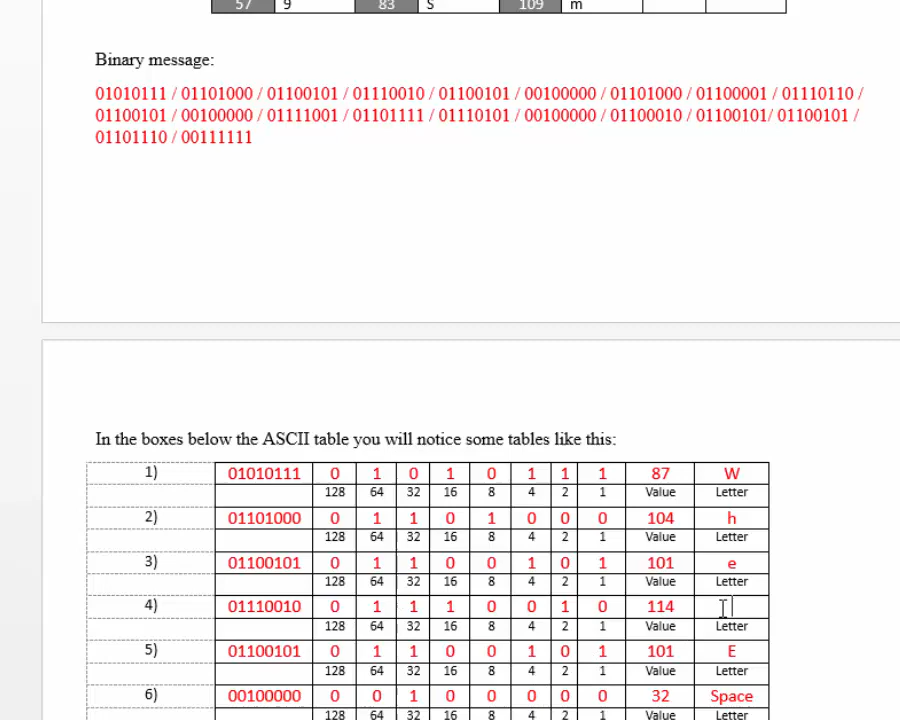 57 9 83 S 109 m
Binary message:
01010111 / 01101000 / 01100101 / 01110010 / 01100101 / 00100000 / 01101000 / 01100001 / 01110110 /
01100101 / 00100000 / 01111001 / 01101111 / 01110101 / 00100000 / 01100010 / 01100101/ 01100101 /
01101110 / 00111111
In the boxes below the ASCII table you will notice some tables like this:
1) 01010111 0 1 0 1 0 1 1 1 87 W
128 64 32 16 8 4 2 1 Value Letter
2) 01101000 0 1 1 0 1 0 0 0 104 h
128 64 32 16 8 4 2 1 Value Letter
3) 01100101 0 1 1 0 0 1 0 1 101 e
128 64 32 16 8 4 2 1 Value Letter
4) 01110010 0 1 1 1 0 0 1 0 114
128 64 32 16 8 4 2 1 Value Letter
5) 01100101 0 1 1 0 0 1 0 1 101 E
128 64 32 16 8 4 2 1 Value Letter
6) 00100000 0 0 1 0 0 0 0 0 32 Space
128 64 32 16 8 4 2 1 Value Letter